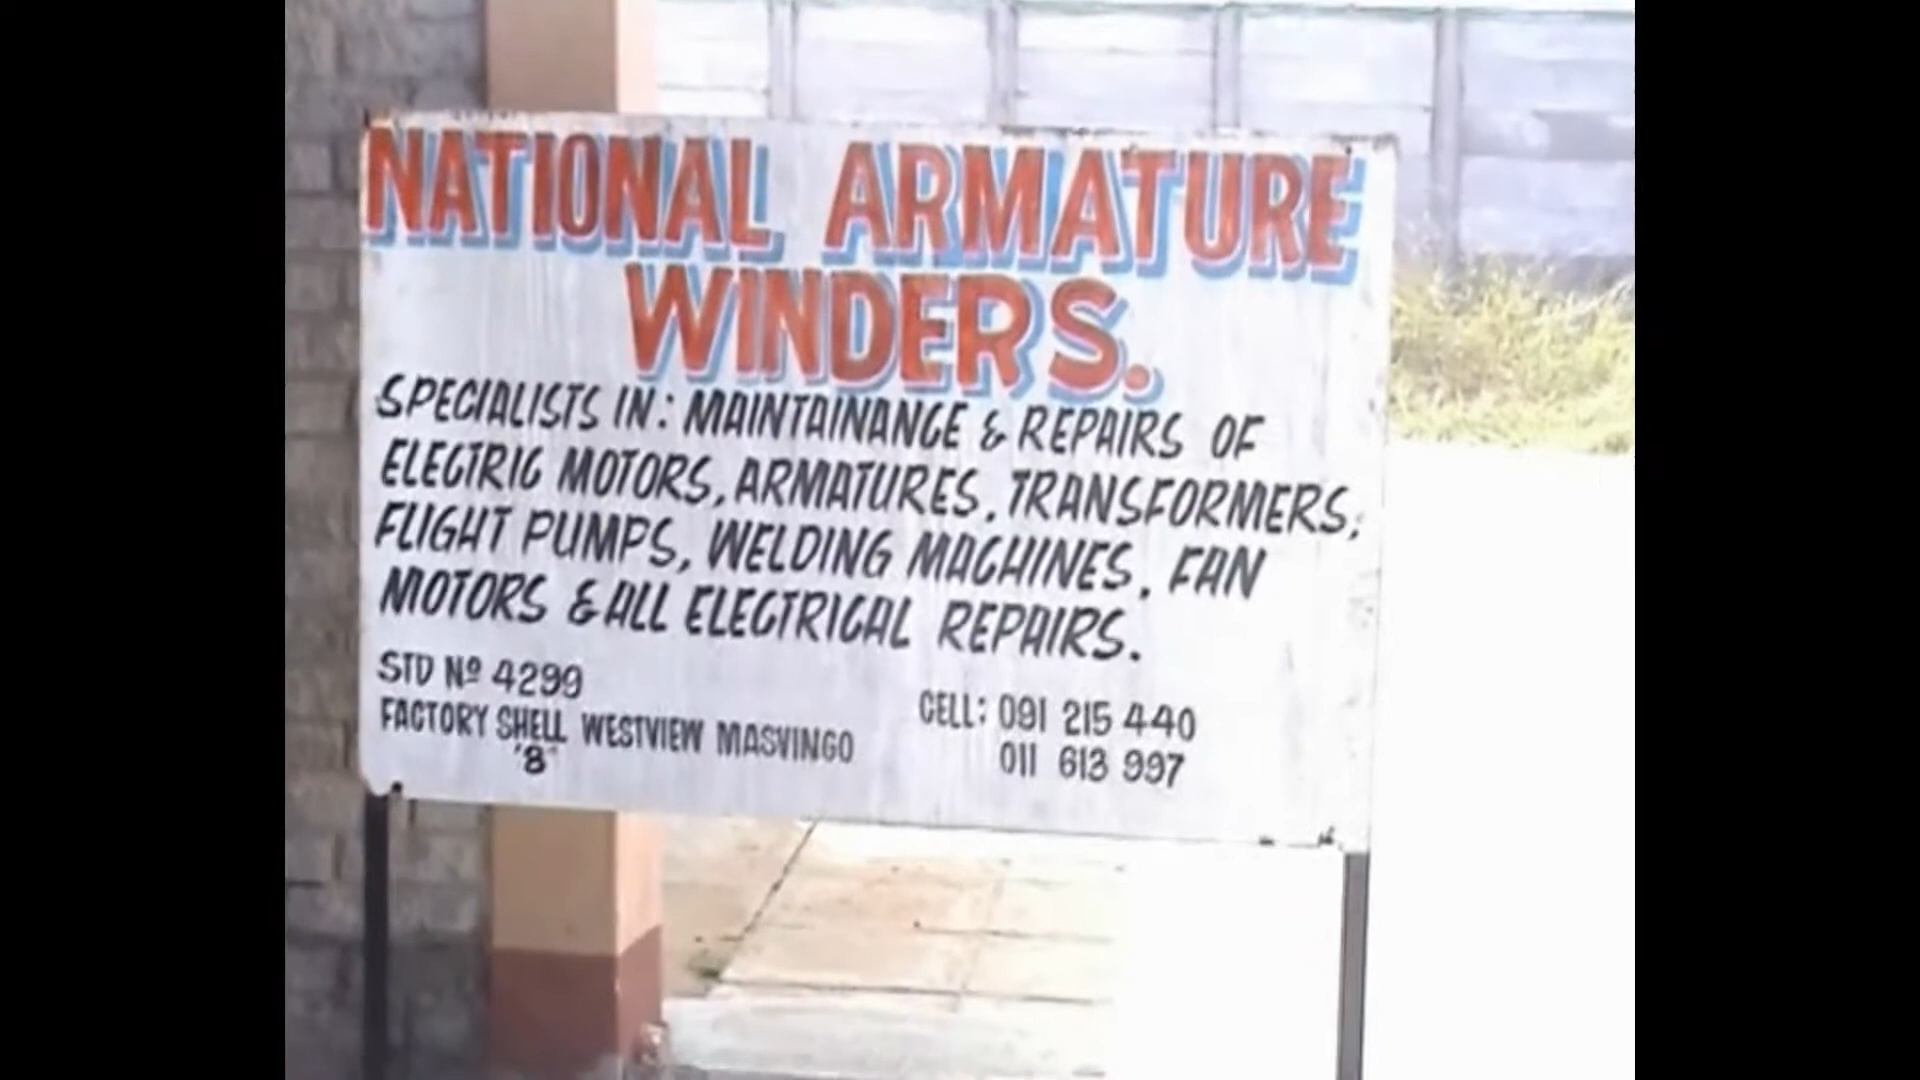 NATIONAL ARMATURE
WINDERS.
SPECIALISTS IN: MAINTAINANCE & REPAIRS OF
ELECTRIC MOTORS, ARMATURES, TRANSFORMERS,
FLIGHT PUMPS, WELDING MACHINES, FAN
MOTORS & ALL ELECTRICAL REPAIRS.
STD Nº 4299
FACTORY SHELL WESTVIEW MASVINGO
'8'
CELL: 091 215 440
011 613 997